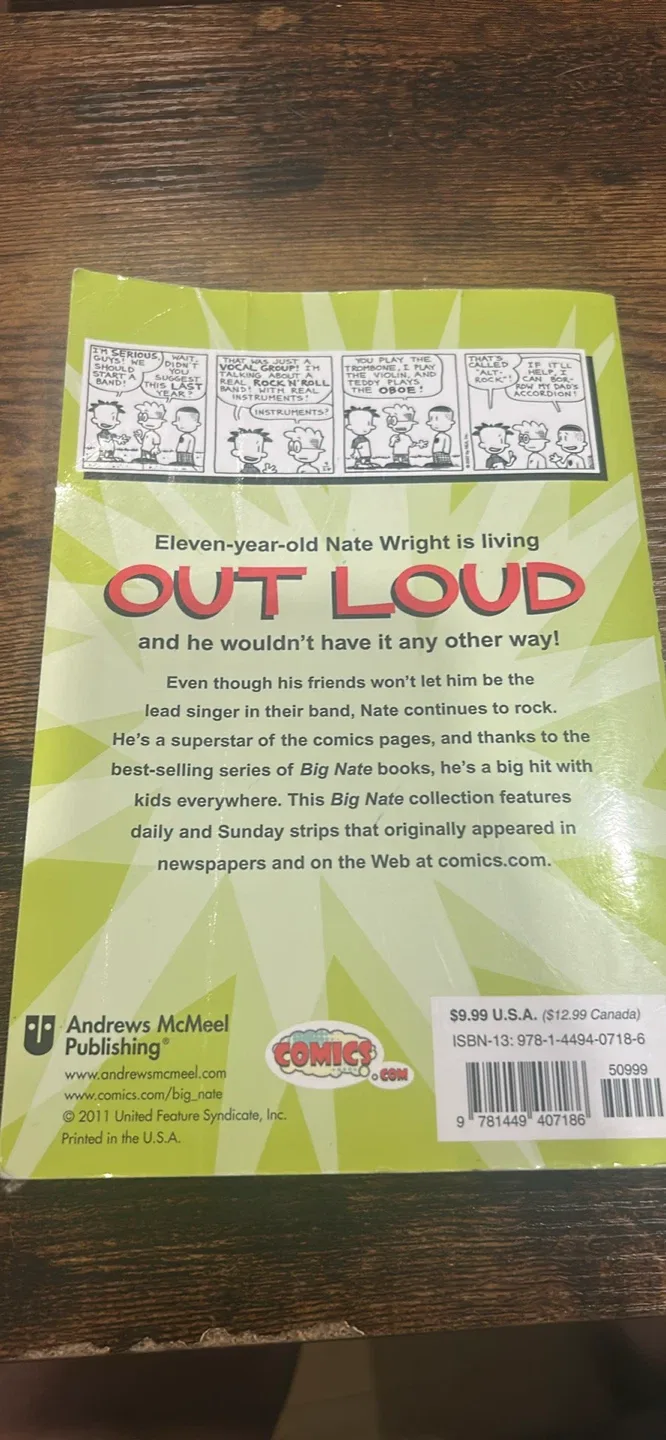 I'M SERIOUS,
GUYS! WE
SHOULD
START A
BAND!
WAIT,
DIDN'T
YOU
SUGGEST
THIS LAST
YEAR?
THAT WAS JUST A
VOCAL GROUP! I'M
TALKING ABOUT A
REAL ROCK N' ROLL
BAND! WITH REAL
INSTRUMENTS!
INSTRUMENTS?
YOU PLAY THE
TROMBONE, I PLAY
THE VIOLIN, AND
TEDDY PLAYS
THE OBOE!
THAT'S
CALLED
"ALT-
ROCK"!
IF IT'LL
HELP, I
CAN BOR-
ROW MY DAD'S
ACCORDION!
Eleven-year-old Nate Wright is living
OUT LOUD
and he wouldn't have it any other way!
Even though his friends won't let him be the
lead singer in their band, Nate continues to rock.
He's a superstar of the comics pages, and thanks to the
best-selling series of Big Nate books, he's a big hit with
kids everywhere. This Big Nate collection features
daily and Sunday strips that originally appeared in
newspapers and on the Web at comics.com.
Andrews McMeel
Publishing®
www.andrewsmcmeel.com
www.comics.com/big_nate
© 2011 United Feature Syndicate, Inc.
Printed in the U.S.A.
COMICS
.COM
$9.99 U.S.A. ($12.99 Canada)
ISBN-13: 978-1-4494-0718-6
50999
9 781449 407186